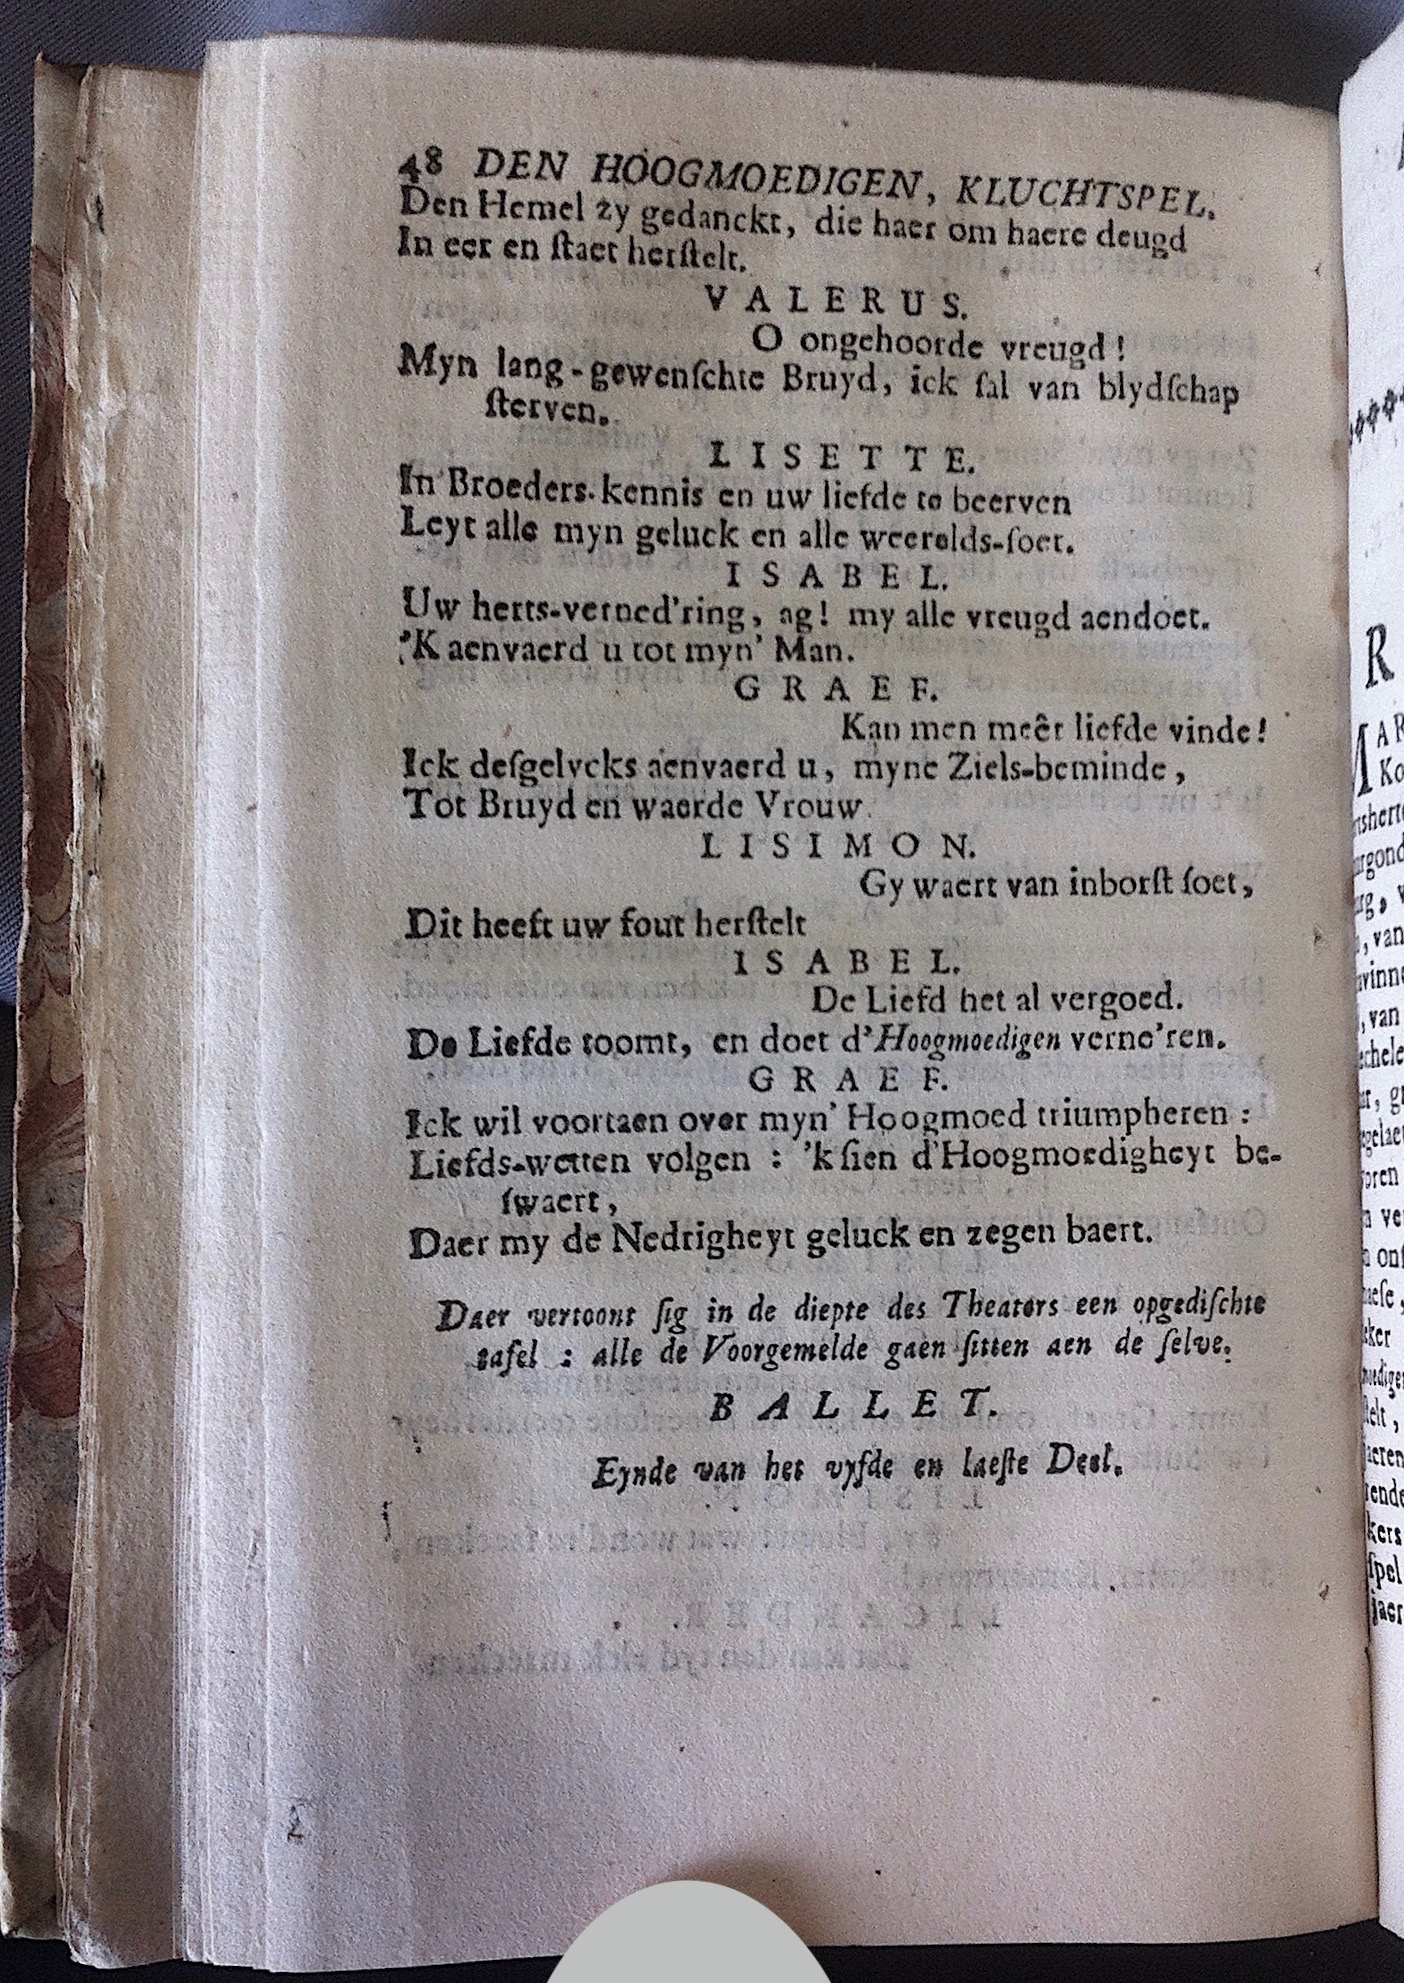 48 DEN HOOGMOEDIGEN, KLUCHTSPEL.
Den Hemel zy gedanckt, die haer om haere deugd
In eer en ſtaet herſtelt.
VALERUS.
O ongehoorde vreugd!
Myn lang-gewenſchte Bruyd, ick ſal van blydſchap
ſterven.
LISETTE.
In Broeders kennis en uw liefde te beerven
Leyt alle myn geluck en alle weerelds-ſoet.
ISABEL.
Uw herts-verned'ring, ag! my alle vreugd aendoet.
'K aenvaerd u tot myn' Man.
GRAEF.
Kan men meêr liefde vinde!
Ick deſgelycks aenvaerd u, myne Ziels-beminde,
Tot Bruyd en waerde Vrouw.
LISIMON.
Gy waert van inborſt ſoet,
Dit heeft uw fout herſtelt
ISABEL.
De Liefd het al vergoed.
De Liefde toomt, en doet d'Hoogmoedigen verne'ren.
GRAEF.
Ick wil voortaen over myn' Hoogmoed triumpheren:
Liefds-wetten volgen: 'k ſien d'Hoogmoedigheyt be-
ſwaert,
Daer my de Nedrigheyt geluck en zegen baert.
Daer vertoont ſig in de diepte des Theaters een opgediſchte
tafel: alle de Voorgemelde gaen ſitten aen de ſelve.
BALLET.
Eynde van het vyfde en laeſte Deel.